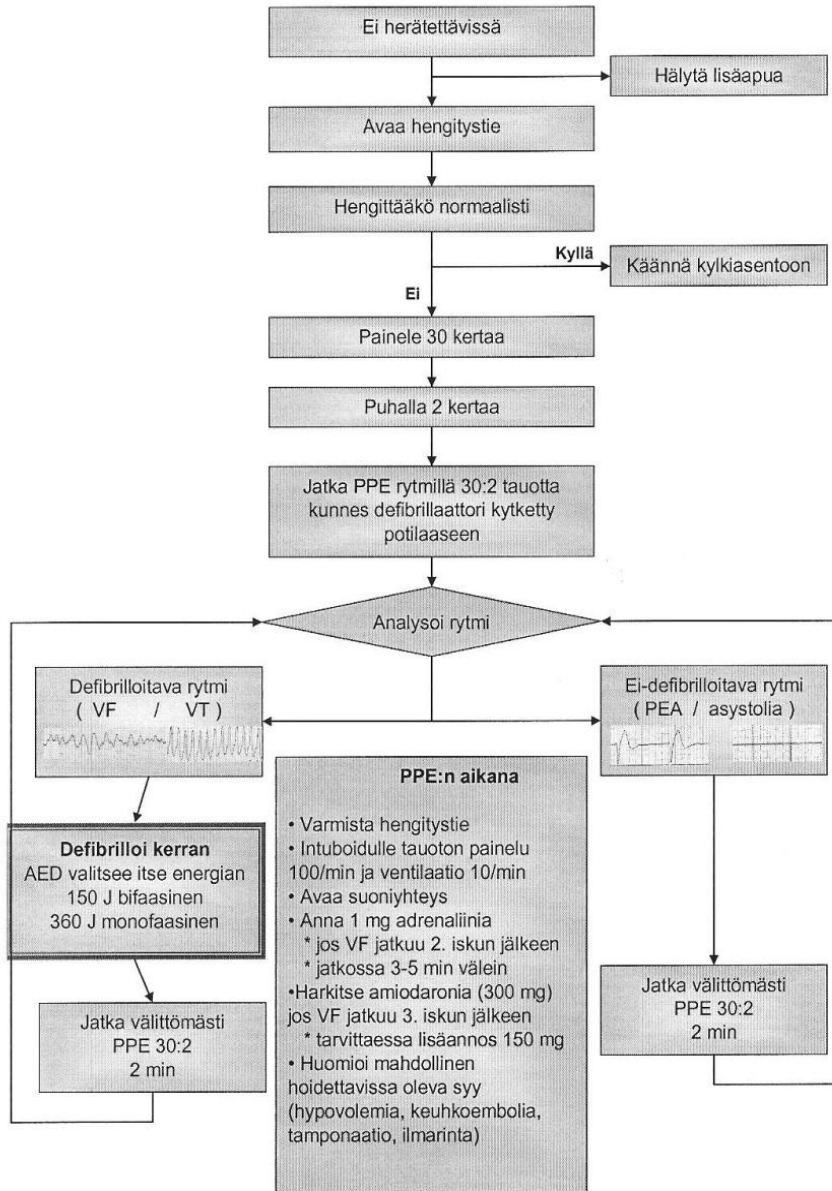 Ei herätettävissä
Hälytä lisäapua
Avaa hengitystie
Hengittääkö normaalisti
Kyllä
Käännä kylkiasentoon
Ei
Painele 30 kertaa
Puhalla 2 kertaa
Jatka PPE rytmillä 30:2 tauotta
kunnes defibrillaattori kytketty
potilaaseen
Analysoi rytmi
Defibrilloitava rytmi
( VF / VT )
Ei-defibrilloitava rytmi
( PEA / asystolia )
Defibrilloi kerran
AED valitsee itse energian
150 J bifaasinen
360 J monofaasinen
Jatka välittömästi
PPE 30:2
2 min
PPE:n aikana
• Varmista hengitystie
• Intuboidulle tauoton painelu
100/min ja ventilaatio 10/min
• Avaa suoniyhteys
• Anna 1 mg adrenaliinia
* jos VF jatkuu 2. iskun jälkeen
* jatkossa 3-5 min välein
•Harkitse amiodaronia (300 mg)
jos VF jatkuu 3. iskun jälkeen
* tarvittaessa lisäannos 150 mg
• Huomioi mahdollinen
hoidettavissa oleva syy
(hypovolemia, keuhkoembolia,
tamponaatio, ilmarinta)
Jatka välittömästi
PPE 30:2
2 min